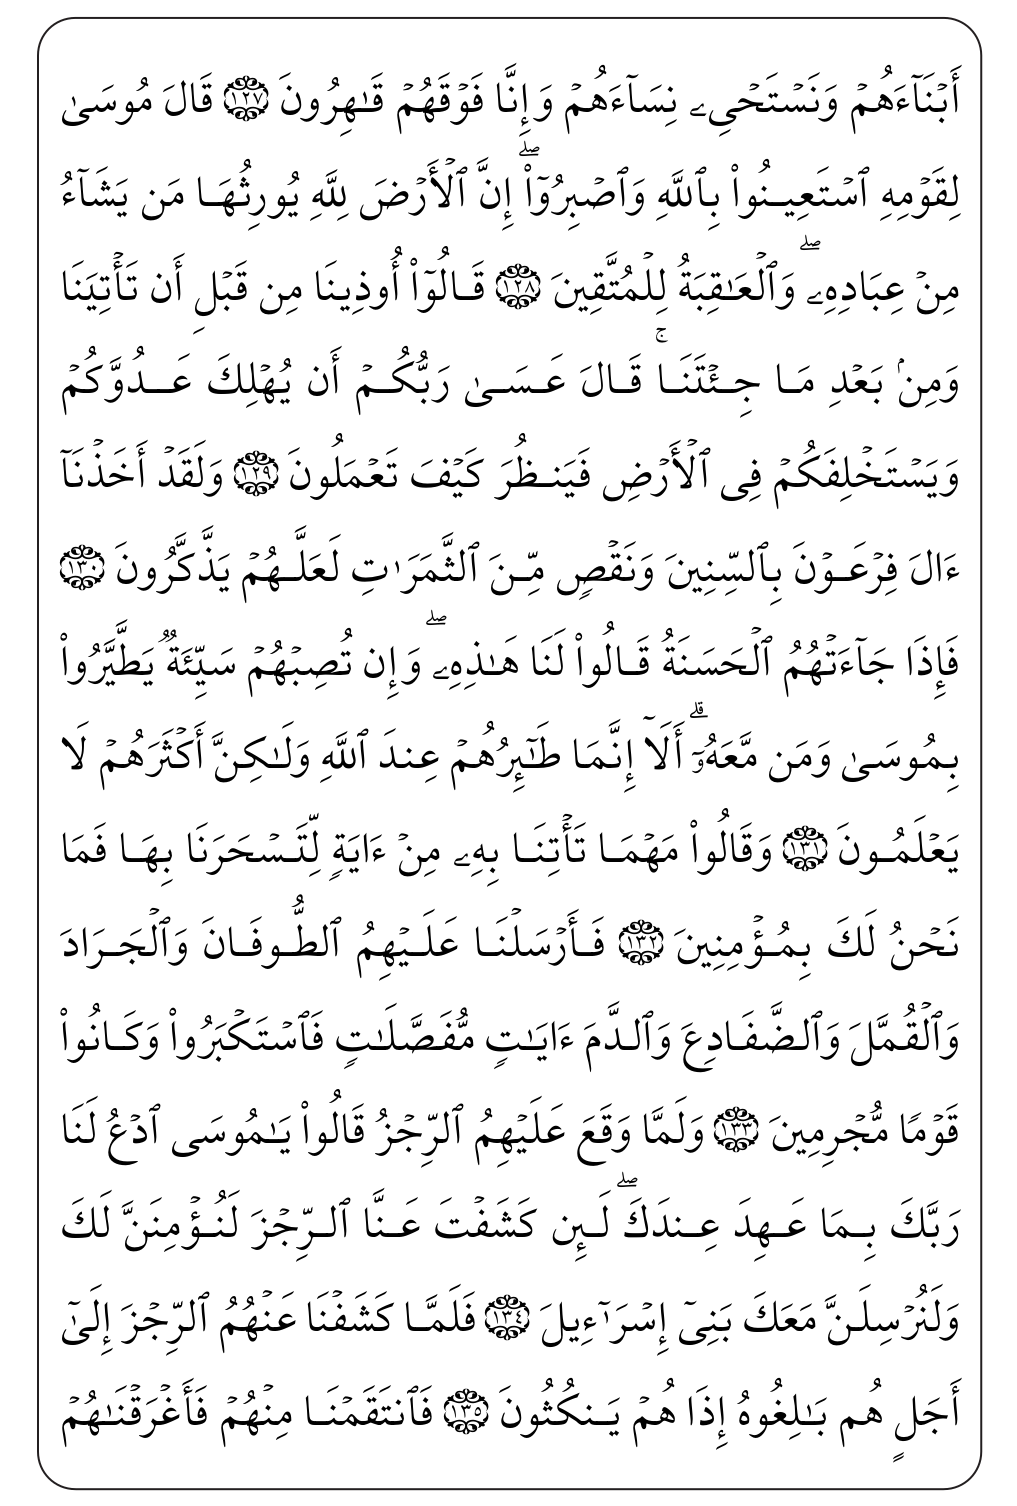 أَبۡنَآءَهُمۡ وَنَسۡتَحۡيِۦ نِسَآءَهُمۡ وَإِنَّا فَوۡقَهُمۡ قَٰهِرُونَ ١٢٧ قَالَ مُوسَىٰ
لِقَوۡمِهِ ٱسۡتَعِينُواْ بِٱللَّهِ وَٱصۡبِرُوٓاْۖ إِنَّ ٱلۡأَرۡضَ لِلَّهِ يُورِثُهَا مَن يَشَآءُ
مِنۡ عِبَادِهِۦۖ وَٱلۡعَٰقِبَةُ لِلۡمُتَّقِينَ ١٢٨ قَالُوٓاْ أُوذِينَا مِن قَبۡلِ أَن تَأۡتِيَنَا
وَمِنۢ بَعۡدِ مَا جِئۡتَنَاۚ قَالَ عَسَىٰ رَبُّكُمۡ أَن يُهۡلِكَ عَدُوَّكُمۡ
وَيَسۡتَخۡلِفَكُمۡ فِي ٱلۡأَرۡضِ فَيَنظُرَ كَيۡفَ تَعۡمَلُونَ ١٢٩ وَلَقَدۡ أَخَذۡنَآ
ءَالَ فِرۡعَوۡنَ بِٱلسِّنِينَ وَنَقۡصٖ مِّنَ ٱلثَّمَرَٰتِ لَعَلَّهُمۡ يَذَّكَّرُونَ ١٣٠
فَإِذَا جَآءَتۡهُمُ ٱلۡحَسَنَةُ قَالُواْ لَنَا هَٰذِهِۦۖ وَإِن تُصِبۡهُمۡ سَيِّئَةٞ يَطَّيَّرُواْ
بِمُوسَىٰ وَمَن مَّعَهُۥٓۗ أَلَآ إِنَّمَا طَٰٓئِرُهُمۡ عِندَ ٱللَّهِ وَلَٰكِنَّ أَكۡثَرَهُمۡ لَا
يَعۡلَمُونَ ١٣١ وَقَالُواْ مَهۡمَا تَأۡتِنَا بِهِۦ مِنۡ ءَايَةٖ لِّتَسۡحَرَنَا بِهَا فَمَا
نَحۡنُ لَكَ بِمُؤۡمِنِينَ ١٣٢ فَأَرۡسَلۡنَا عَلَيۡهِمُ ٱلطُّوفَانَ وَٱلۡجَرَادَ
وَٱلۡقُمَّلَ وَٱلضَّفَادِعَ وَٱلدَّمَ ءَايَٰتٖ مُّفَصَّلَٰتٖ فَٱسۡتَكۡبَرُواْ وَكَانُواْ
قَوۡمٗا مُّجۡرِمِينَ ١٣٣ وَلَمَّا وَقَعَ عَلَيۡهِمُ ٱلرِّجۡزُ قَالُواْ يَٰمُوسَى ٱدۡعُ لَنَا
رَبَّكَ بِمَا عَهِدَ عِندَكَۖ لَئِن كَشَفۡتَ عَنَّا ٱلرِّجۡزَ لَنُؤۡمِنَنَّ لَكَ
وَلَنُرۡسِلَنَّ مَعَكَ بَنِيٓ إِسۡرَٰٓءِيلَ ١٣٤ فَلَمَّا كَشَفۡنَا عَنۡهُمُ ٱلرِّجۡزَ إِلَىٰٓ
أَجَلٍ هُم بَٰلِغُوهُ إِذَا هُمۡ يَنكُثُونَ ١٣٥ فَٱنتَقَمۡنَا مِنۡهُمۡ فَأَغۡرَقۡنَٰهُمۡ